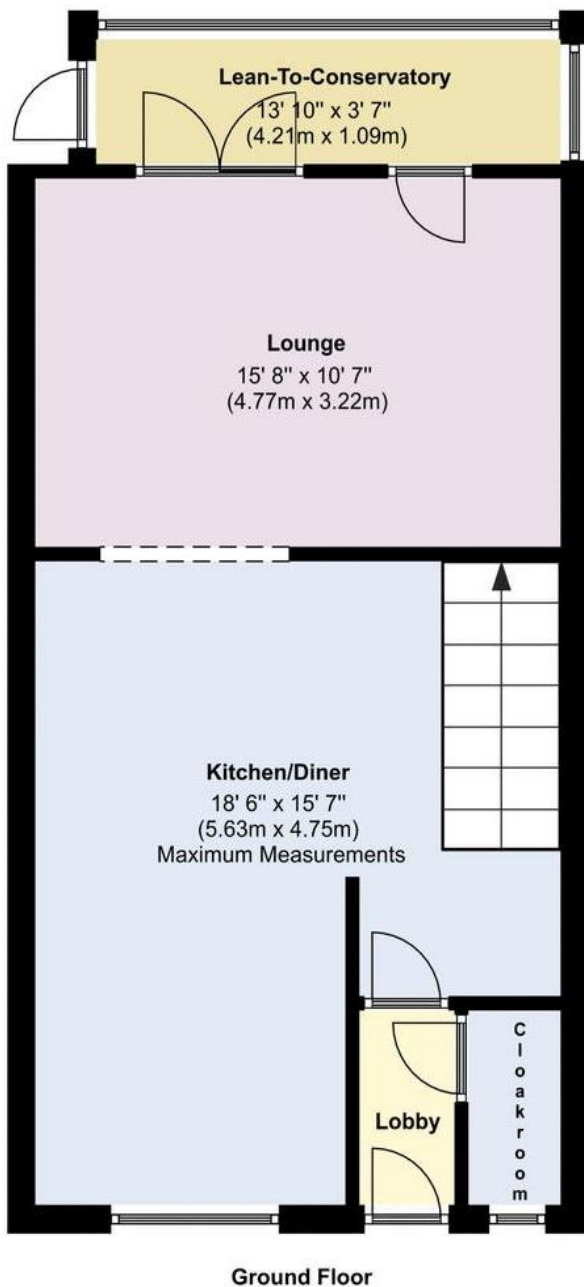 Lean-To-Conservatory
13' 10" x 3' 7"
(4.21m x 1.09m)
Lounge
15' 8" x 10' 7"
(4.77m x 3.22m)
Kitchen/Diner
18' 6" x 15' 7"
(5.63m x 4.75m)
Maximum Measurements
Cloakroom
Lobby
Ground Floor